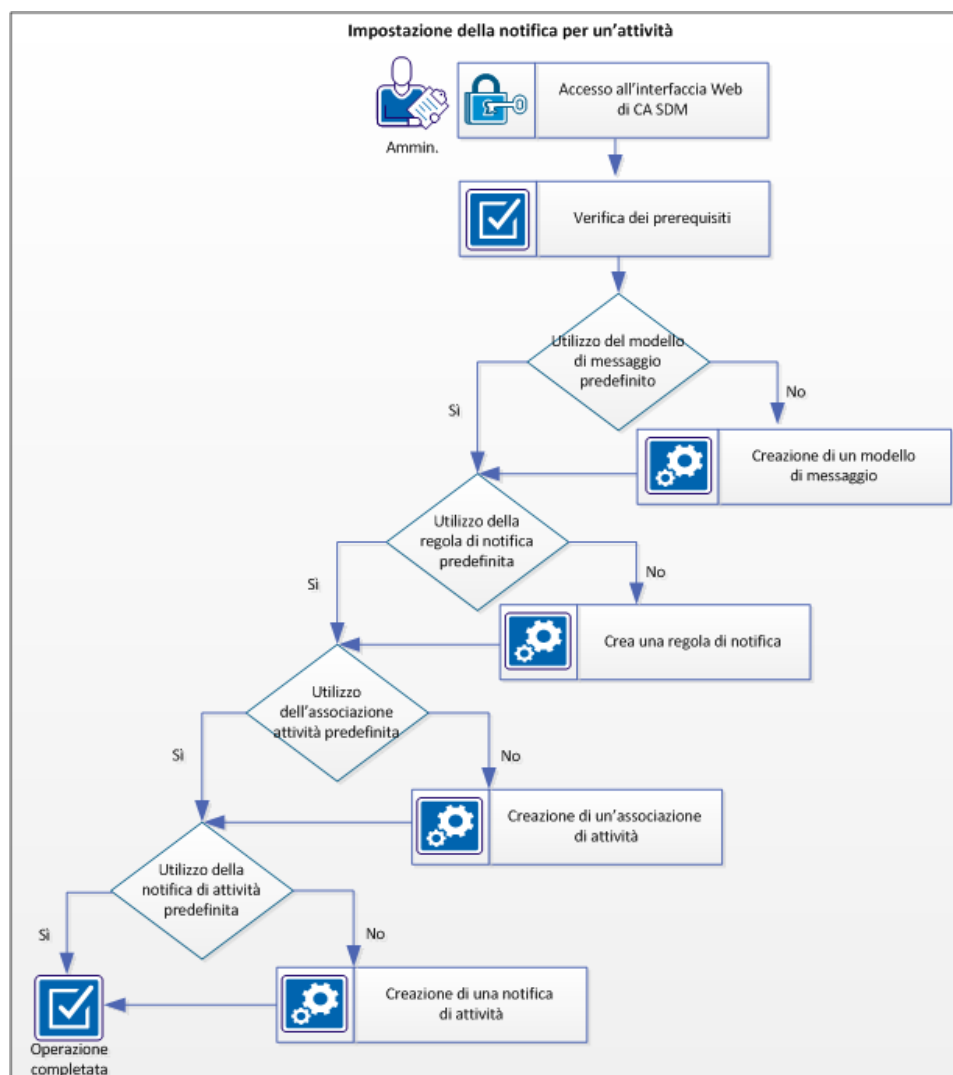 Impostazione della notifica per un'attività
Accesso all'interfaccia Web
di CA SDM
Ammin.
Verifica dei prerequisiti
Utilizzo del modello
di messaggio
predefinito
No
Sì
Creazione di un modello
di messaggio
Utilizzo della
regola di notifica
predefinita
No
Sì
Crea una regola di notifica
Utilizzo
dell'associazione
attività predefinita
Sì
No
Creazione di un'associazione
di attività
Utilizzo della
notifica di attività
predefinita
Sì
No
Creazione di una notifica
di attività
Operazione
completata